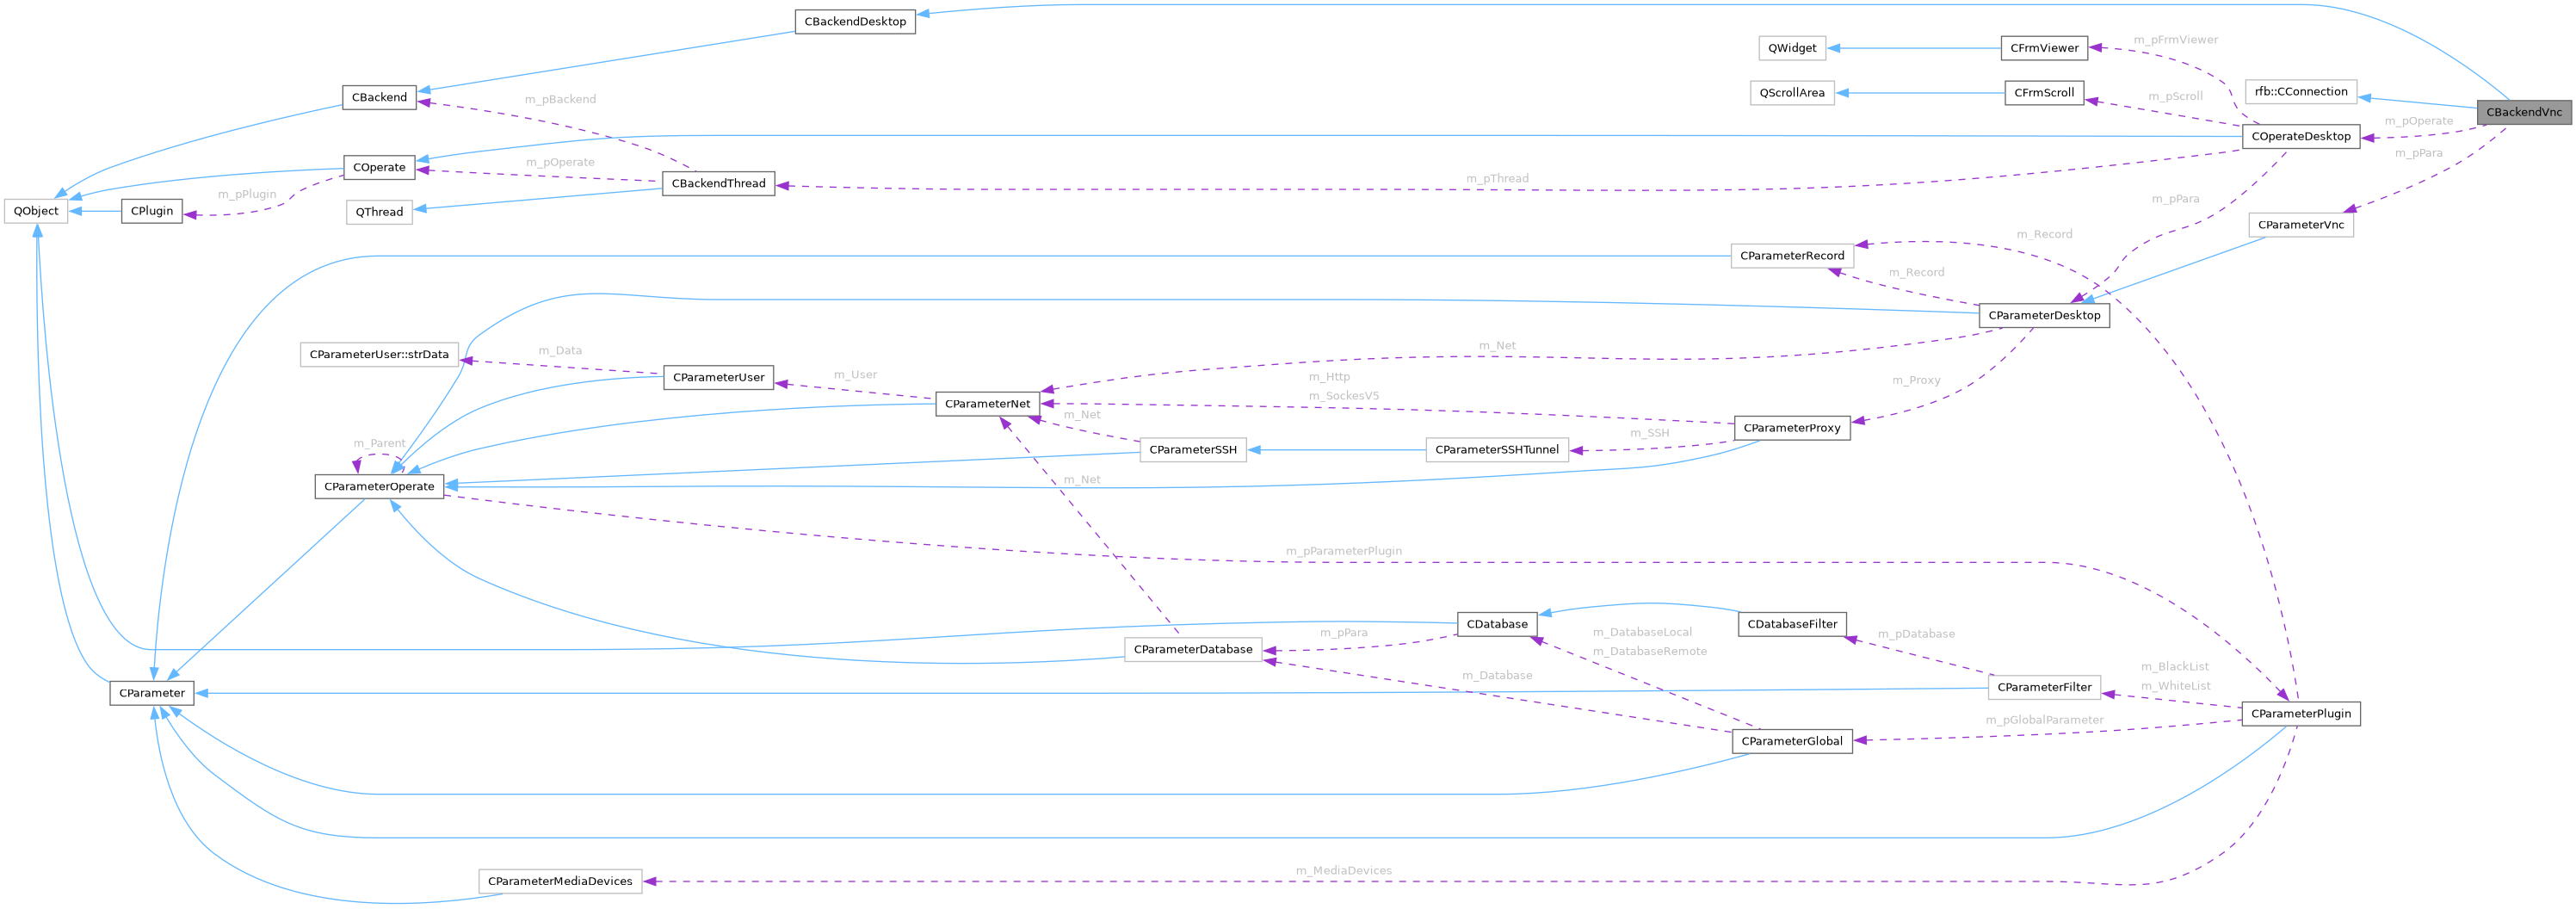 CBackendDesktop
QWidget
CFrmViewer
m_pFrmViewer
CBackend
m_pBackend
QScrollArea
CFrmScroll
m_pScroll
rfb::CConnection
CBackendVnc
m_pOperate
COperateDesktop
m_pPara
COperate
m_pOperate
CBackendThread
m_pThread
m_pPlugin
m_pPara
QObject
CPlugin
QThread
CParameterVnc
m_Record
CParameterRecord
m_Record
CParameterDesktop
CParameterUser::strData
m_Data
m_Net
CParameterUser
m_User
m_Http
m_SockesV5
m_Proxy
CParameterNet
m_Net
CParameterProxy
m_Parent
m_SSH
CParameterSSH
CParameterSSHTunnel
CParameterOperate
m_Net
m_pParameterPlugin
CDatabase
CDatabaseFilter
m_pPara
m_DatabaseLocal
m_DatabaseRemote
m_pDatabase
CParameterDatabase
m_Database
m_BlackList
m_WhiteList
CParameter
CParameterFilter
CParameterPlugin
m_pGlobalParameter
CParameterGlobal
m_MediaDevices
CParameterMediaDevices